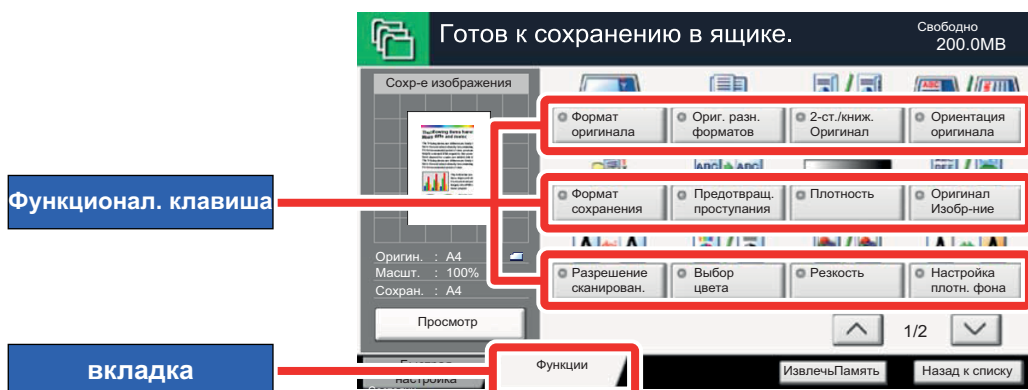 Готов к сохранению в ящике.
Свободно
200.0MB
Сохр-е изображения
Формат
оригинала
Ориг. разн.
форматов
2-ст./книж.
Оригинал
Ориентация
оригинала
Функционал. клавиша
Формат
сохранения
Предотвращ.
проступания
Плотность
Оригинал
Изобр-ние
Оригин. : A4
Масшт. : 100%
Сохран. : A4
Разрешение
сканирован.
Выбор
цвета
Резкость
Настройка
плотн. фона
Просмотр
1/2
вкладка
настройка
Функции
ИзвлечьПамять
Назад к списку